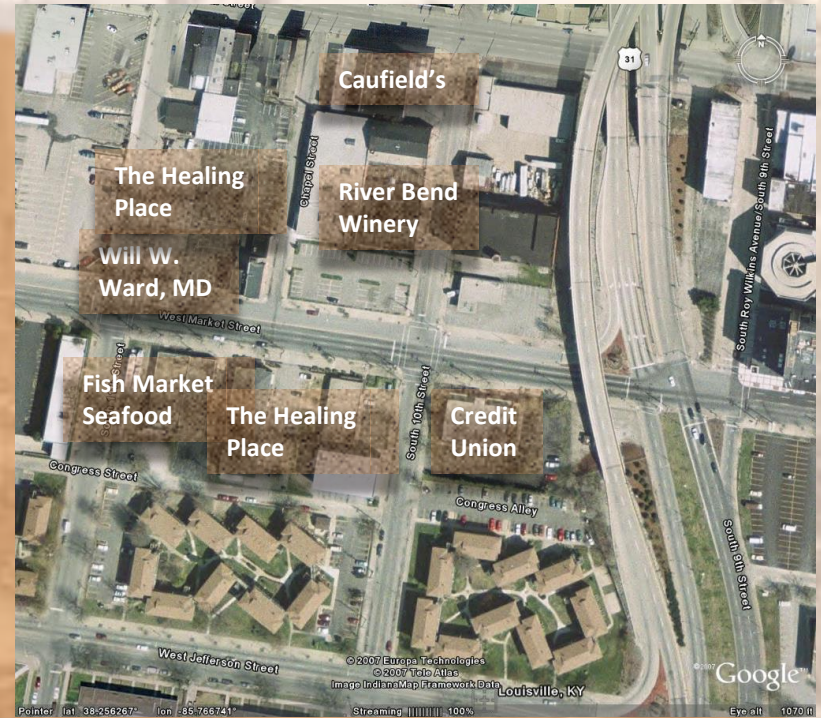 Street
31
N
Caufield's
Chapel Street
South Roy Wilkins Avenue/South 9th Street
The Healing
Place
River Bend
Winery
Will W.
Ward, MD
West Market Street
Street
Fish Market
Seafood
The Healing
Place
South 10th Street
Credit
Union
Congress Street
Congress Alley
South 9th Street
West Jefferson Street
© 2007 Europa Technologies
© 2007 Tele Atlas
Image IndianaMap Framework Data
Louisville, KY
© 2007 Google™
Pointer lat 38.256267° lon -85.766741° Streaming ||||||||| 100% Eye alt 1070 ft